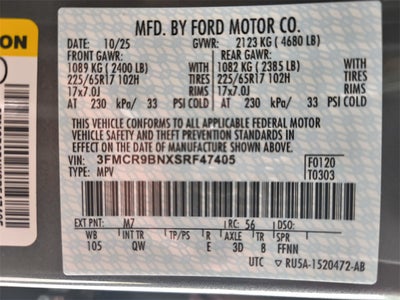 MFD. BY FORD MOTOR CO.
DATE: 10/25 GVWR: 2123 KG ( 4680 LB)
FRONT GAWR: REAR GAWR:
1089 KG ( 2400 LB) 1082 KG ( 2385 LB)
225/65R17 102H TIRES 225/65R17 102H
17x7.0J RIMS 17x7.0J
AT 230 kPa/ 33 PSI COLD AT 230 kPa/ 33 PSI COLD
THIS VEHICLE CONFORMS TO ALL APPLICABLE FEDERAL MOTOR
VEHICLE SAFETY AND THEFT PREVENTION STANDARDS IN
EFFECT ON THE DATE OF MANUFACTURE SHOWN ABOVE.
VIN: 3FMCR9BNXSRF47405 F0120
TYPE: MPV T0303
EXT PNT: M7 RC: 56 DSO:
WB INT TR TP/PS R AXLE TR SPR
105 QW E 3D 8 FFNN
UTC RU5A-1520472-AB
ION